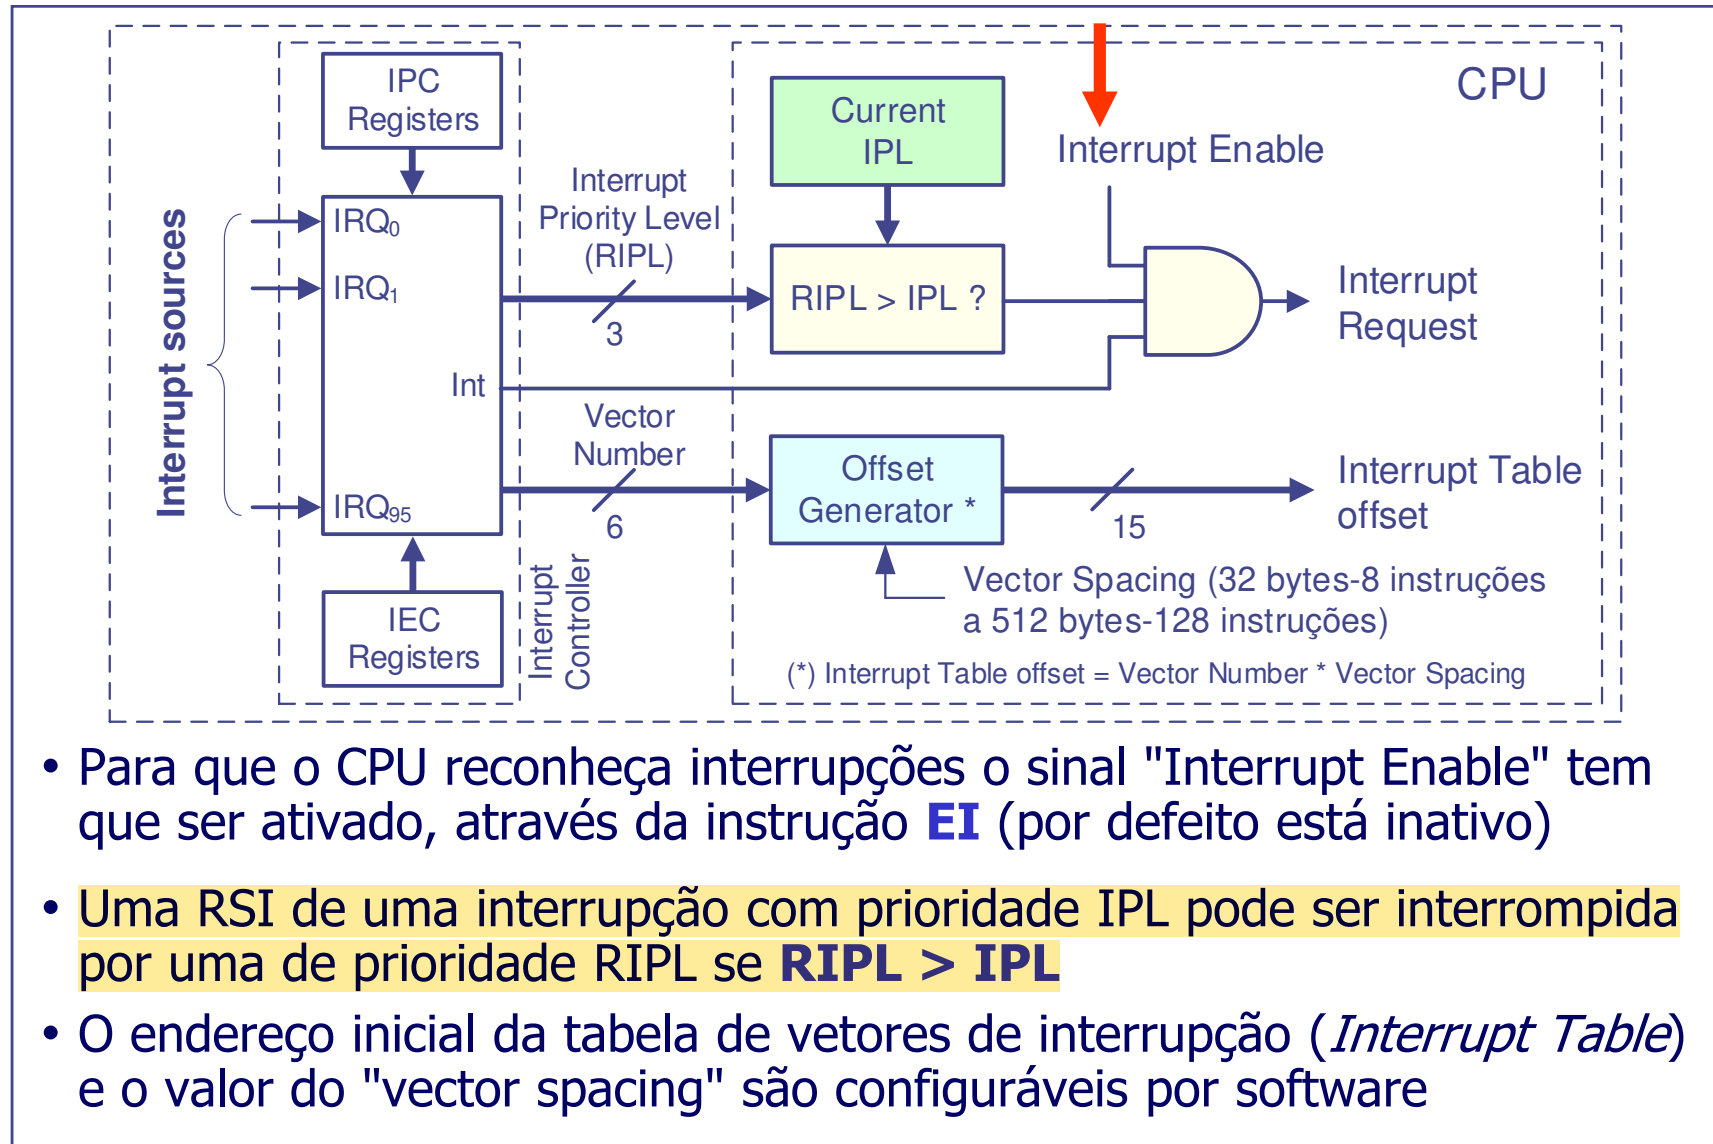 IPC
Registers
Current
IPL
CPU
Interrupt Enable
Interrupt
Priority Level
(RIPL)
3
Interrupt sources
IRQ0
IRQ1
IRQ95
Int
RIPL > IPL ?
Interrupt
Request
Vector
Number
6
Offset
Generator *
15
Interrupt Table
offset
IEC
Registers
Interrupt
Controller
Vector Spacing (32 bytes-8 instruções
a 512 bytes-128 instruções)
(*) Interrupt Table offset = Vector Number * Vector Spacing
• Para que o CPU reconheça interrupções o sinal "Interrupt Enable" tem
que ser ativado, através da instrução EI (por defeito está inativo)
• Uma RSI de uma interrupção com prioridade IPL pode ser interrompida
por uma de prioridade RIPL se RIPL > IPL
• O endereço inicial da tabela de vetores de interrupção (Interrupt Table)
e o valor do "vector spacing" são configuráveis por software